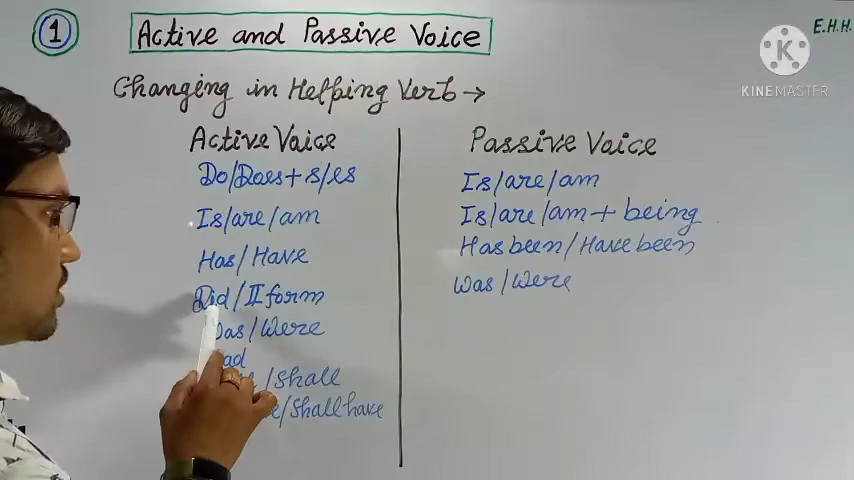 1 Active and Passive Voice E.H.H.
K
KINEMASTER
Changing in Helping Verb →
Active Voice Passive Voice
Do/Does + s/es Is/are/am
Is/are/am Is/are/am + being
Has/Have Has been/Have been
Did/II form Was/Were
Was/Were
/Shall
/Shall have